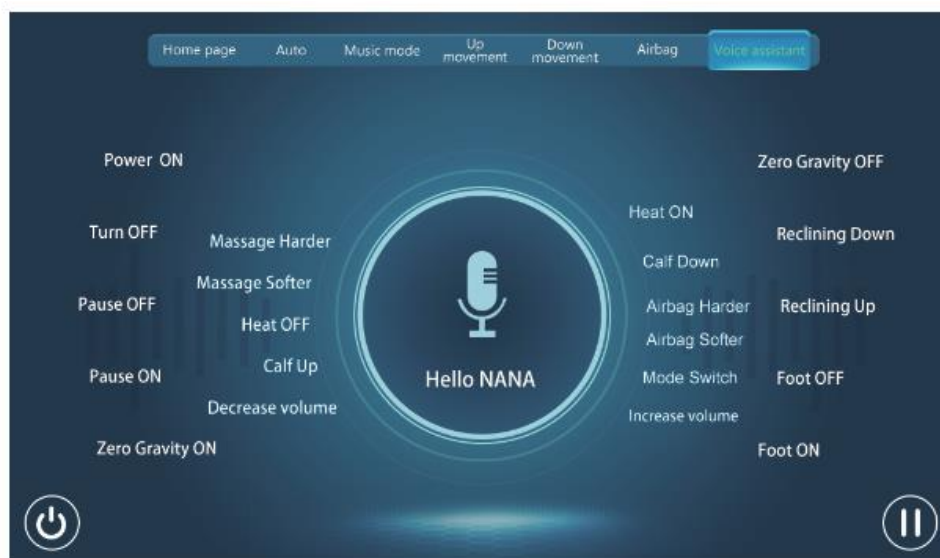 Home page
Auto
Music mode
Up
movement
Down
movement
Airbag
Voice assistant
Power ON
Turn OFF
Pause OFF
Pause ON
Zero Gravity ON
Massage Harder
Massage Softer
Heat OFF
Calf Up
Decrease volume
Hello NANA
Heat ON
Calf Down
Airbag Harder
Airbag Softer
Mode Switch
Increase volume
Zero Gravity OFF
Reclining Down
Reclining Up
Foot OFF
Foot ON